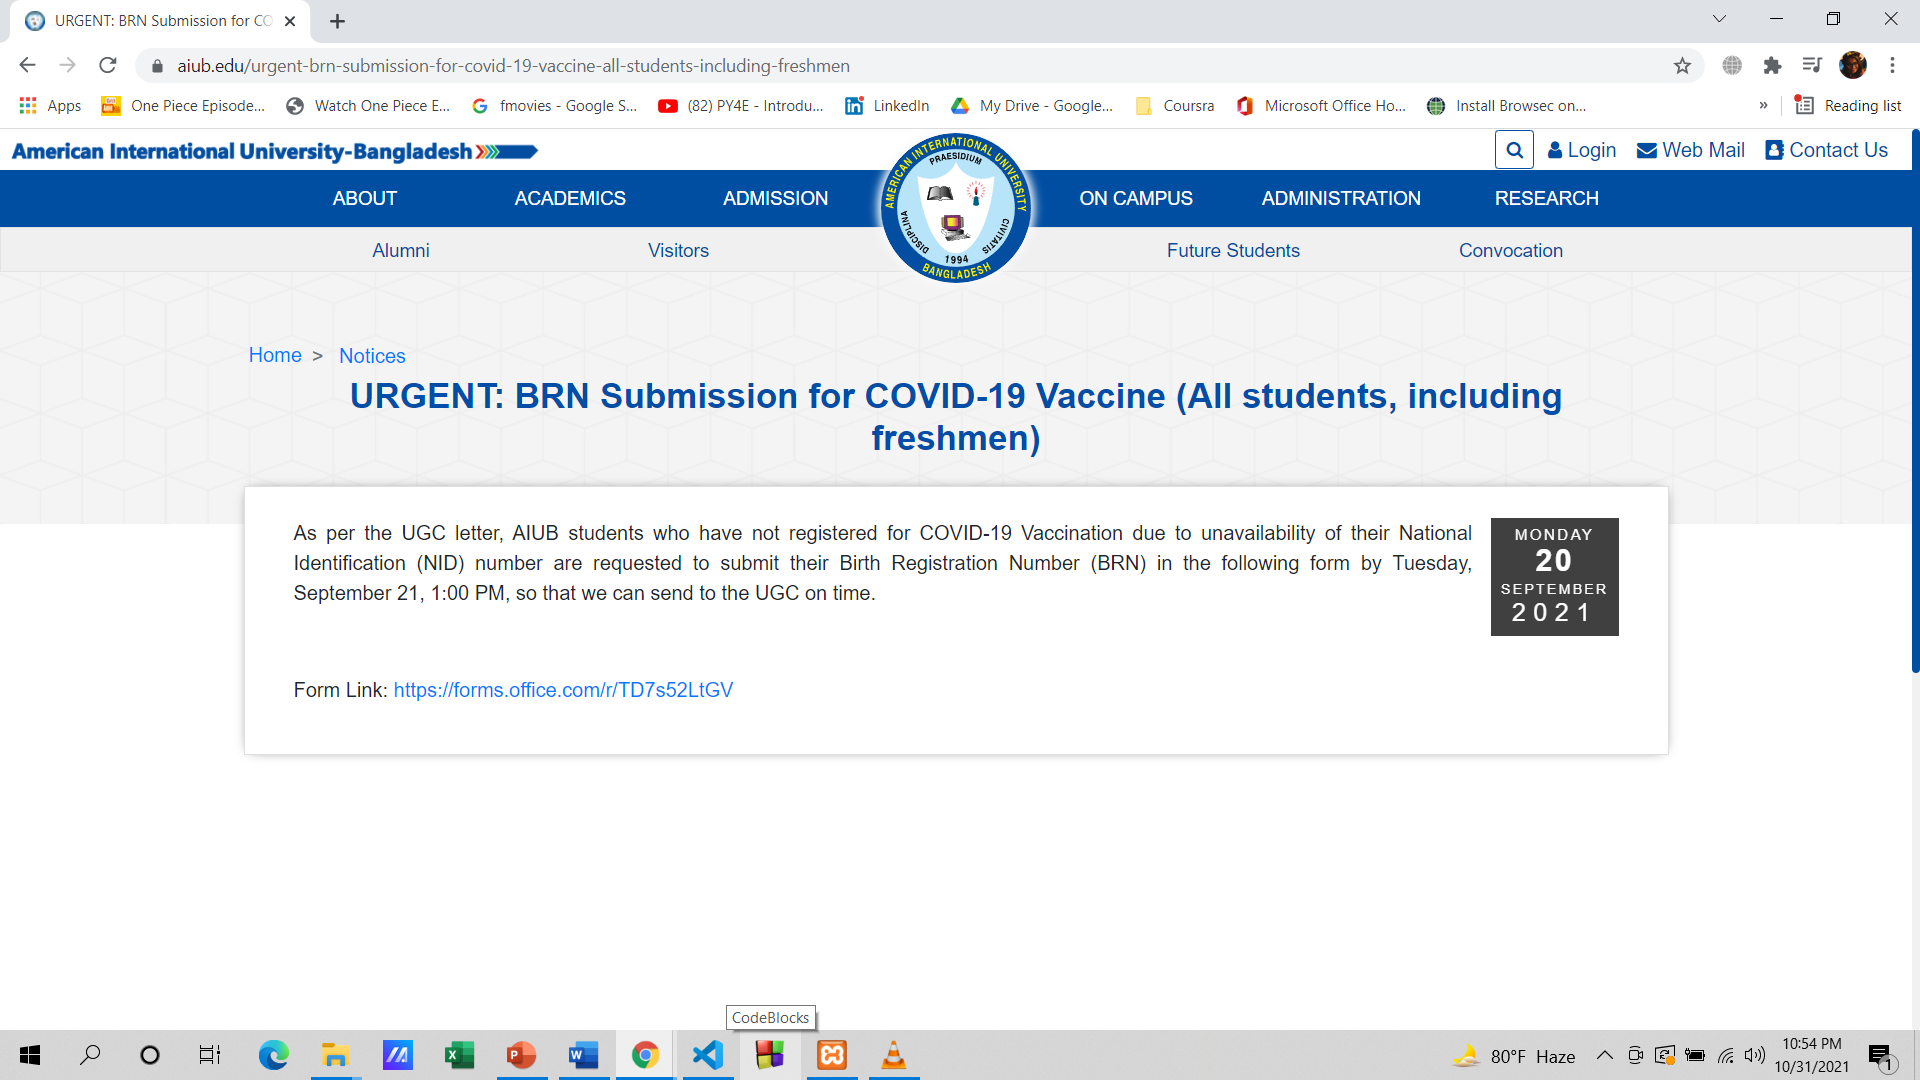 URGENT: BRN Submission for CO
aiub.edu/urgent-brn-submission-for-covid-19-vaccine-all-students-including-freshmen
Apps
One Piece Episode...
Watch One Piece E...
fmovies - Google S...
(82) PY4E - Introdu...
LinkedIn
My Drive - Google...
Coursra
Microsoft Office Ho...
Install Browsec on...
»
Reading list
American International University-Bangladesh
Login
Web Mail
Contact Us
ABOUT
ACADEMICS
ADMISSION
AMERICAN INTERNATIONAL UNIVERSITY
PRAESIDIUM
DISCIPLINA
CIVITATIS
1994
BANGLADESH
ON CAMPUS
ADMINISTRATION
RESEARCH
Alumni
Visitors
Future Students
Convocation
Home > Notices
URGENT: BRN Submission for COVID-19 Vaccine (All students, including
freshmen)
As per the UGC letter, AIUB students who have not registered for COVID-19 Vaccination due to unavailability of their National
Identification (NID) number are requested to submit their Birth Registration Number (BRN) in the following form by Tuesday,
September 21, 1:00 PM, so that we can send to the UGC on time.
MONDAY
20
SEPTEMBER
2021
Form Link: https://forms.office.com/r/TD7s52LtGV
CodeBlocks
80°F Haze
10:54 PM
10/31/2021
1